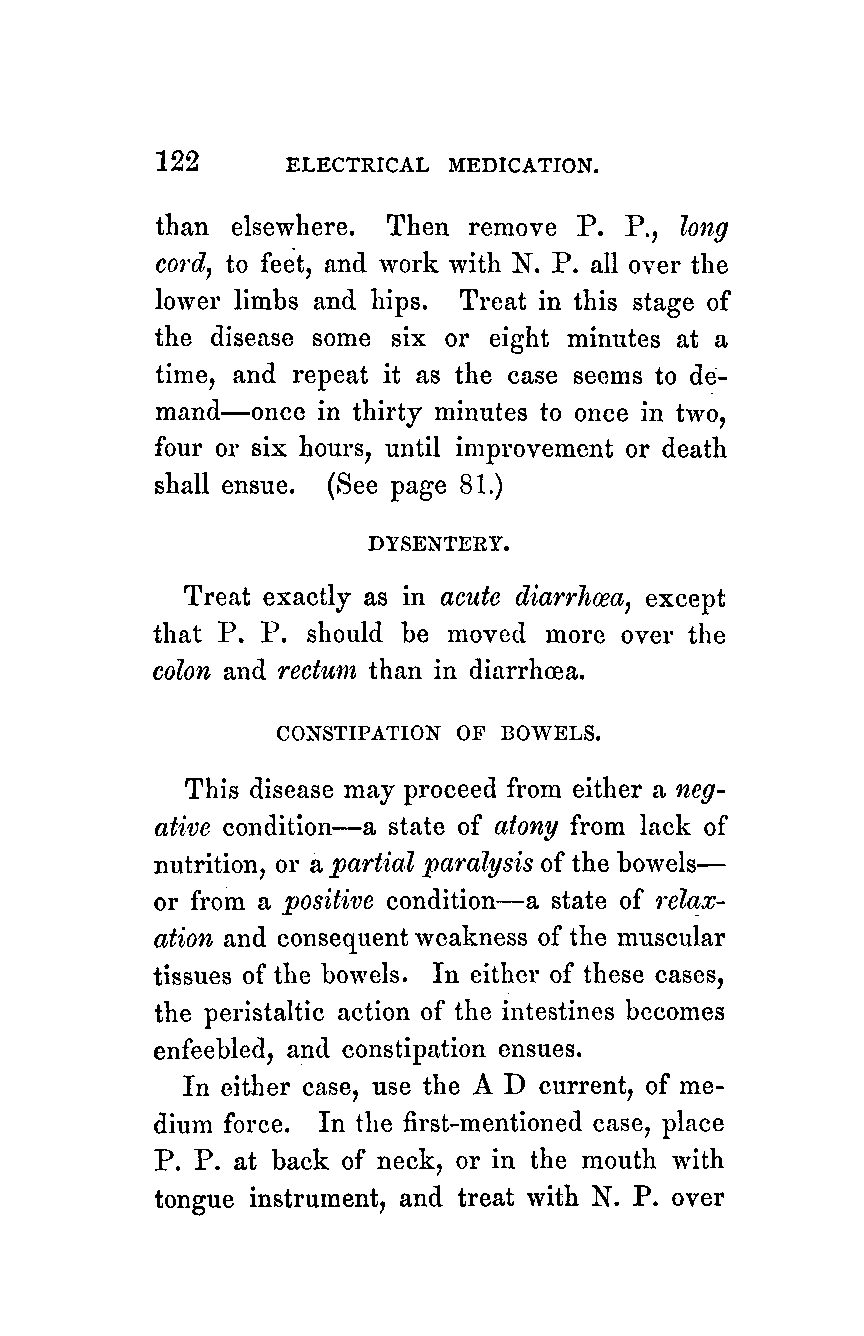 122 ELECTRICAL MEDICATION.
than elsewhere. Then remove P. P., long
cord, to feet, and work with N. P. all over the
lower limbs and hips. Treat in this stage of
the disease some six or eight minutes at a
time, and repeat it as the case seems to de-
mand—once in thirty minutes to once in two,
four or six hours, until improvement or death
shall ensue. (See page 81.)
DYSENTERY.
Treat exactly as in acute diarrhœa, except
that P. P. should be moved more over the
colon and rectum than in diarrhœa.
CONSTIPATION OF BOWELS.
This disease may proceed from either a neg-
ative condition—a state of atony from lack of
nutrition, or a partial paralysis of the bowels—
or from a positive condition—a state of relax-
ation and consequent weakness of the muscular
tissues of the bowels. In either of these cases,
the peristaltic action of the intestines becomes
enfeebled, and constipation ensues.
In either case, use the A D current, of me-
dium force. In the first-mentioned case, place
P. P. at back of neck, or in the mouth with
tongue instrument, and treat with N. P. over